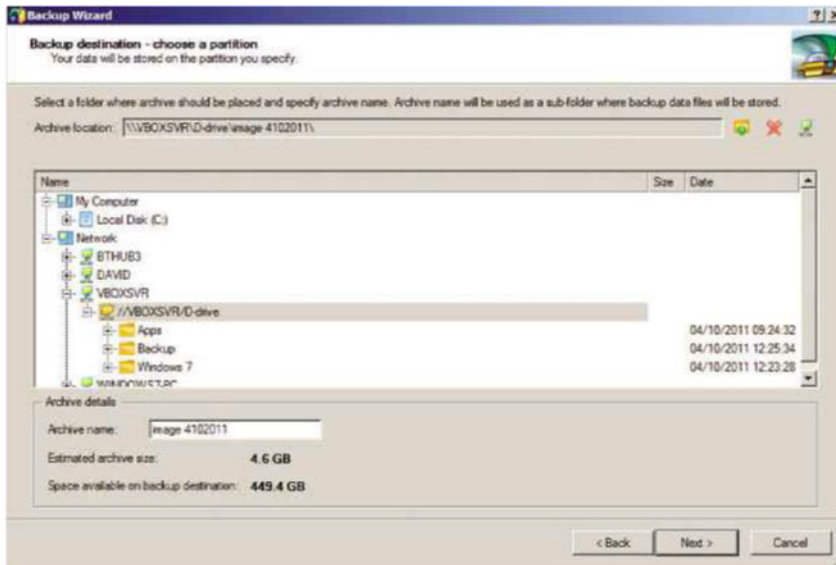 Backup Wizard
Backup destination - choose a partition
Your data will be stored on the partition you specify.
Select a folder where archive should be placed and specify archive name. Archive name will be used as a sub-folder where backup data files will be stored.
Archive location: \\VBOXSVR\D-drive\image 4102011\
Name Size Date
My Computer
Local Disk (C:)
Network
BTHUB3
DAVID
VBOXSVR
//VBOXSVR/D-drive
Apps 04/10/2011 09:24:32
Backup 04/10/2011 12:25:34
Windows 7 04/10/2011 12:23:28
WINDOWS7-PC
Archive details
Archive name: image 4102011
Estimated archive size: 4.6 GB
Space available on backup destination: 449.4 GB
< Back Next > Cancel